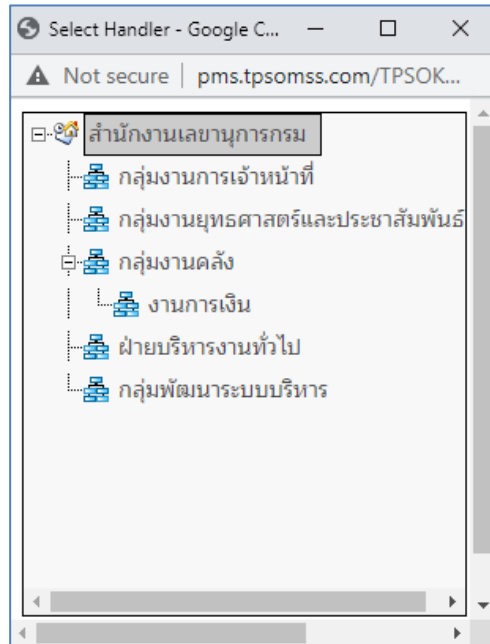 Select Handler - Google C...
Not secure | pms.tpsomss.com/TPSOK...
สำนักงานเลขานุการกรม
กลุ่มงานการเจ้าหน้าที่
กลุ่มงานยุทธศาสตร์และประชาสัมพันธ์
กลุ่มงานคลัง
งานการเงิน
ฝ่ายบริหารงานทั่วไป
กลุ่มพัฒนาระบบบริหาร